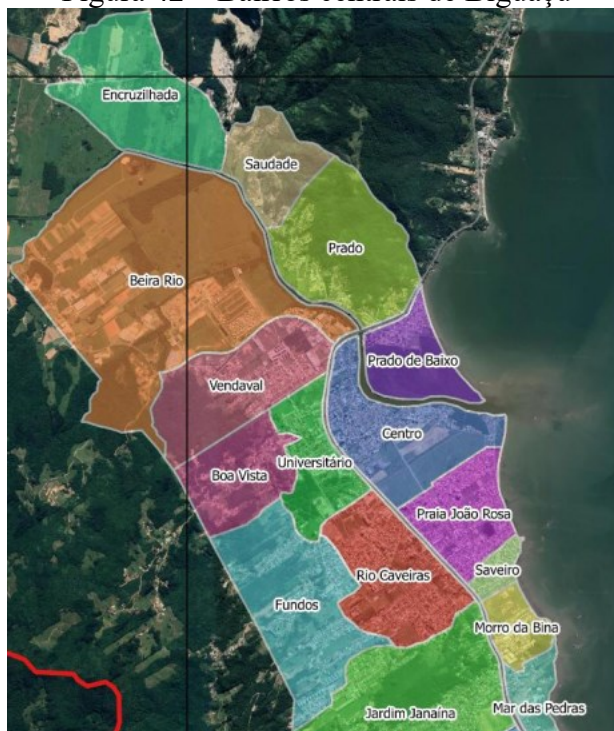 Encruzilhada
Saudade
Prado
Beira Rio
Prado de Baixo
Vendaval
Centro
Universitário
Boa Vista
Praia João Rosa
Saveiro
Rio Caveiras
Fundos
Morro da Bina
Mar das Pedras
Jardim Janaína